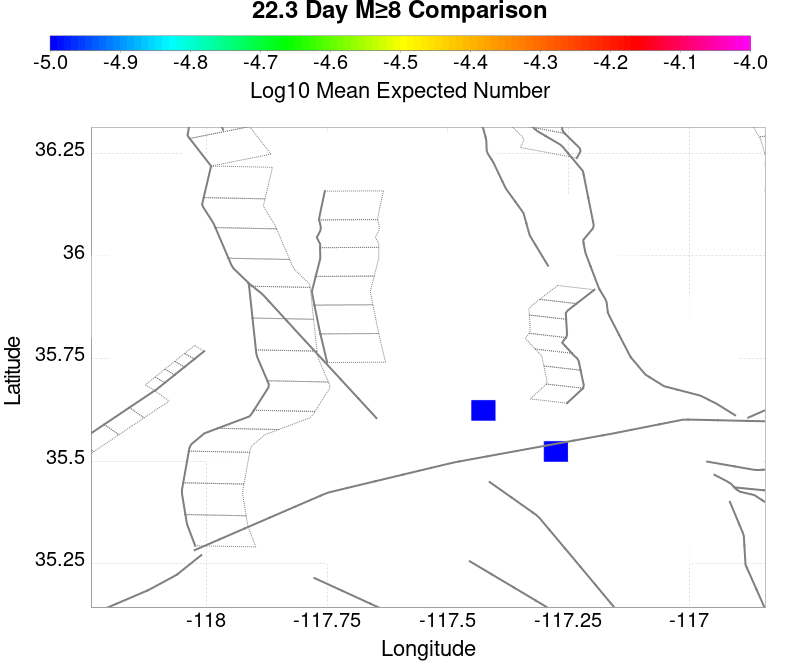 22.3 Day M≥8 Comparison
-5.0 -4.9 -4.8 -4.7 -4.6 -4.5 -4.4 -4.3 -4.2 -4.1 -4.0
Log10 Mean Expected Number
36.25
36
35.75
35.5
35.25
Latitude
-118 -117.75 -117.5 -117.25 -117
Longitude